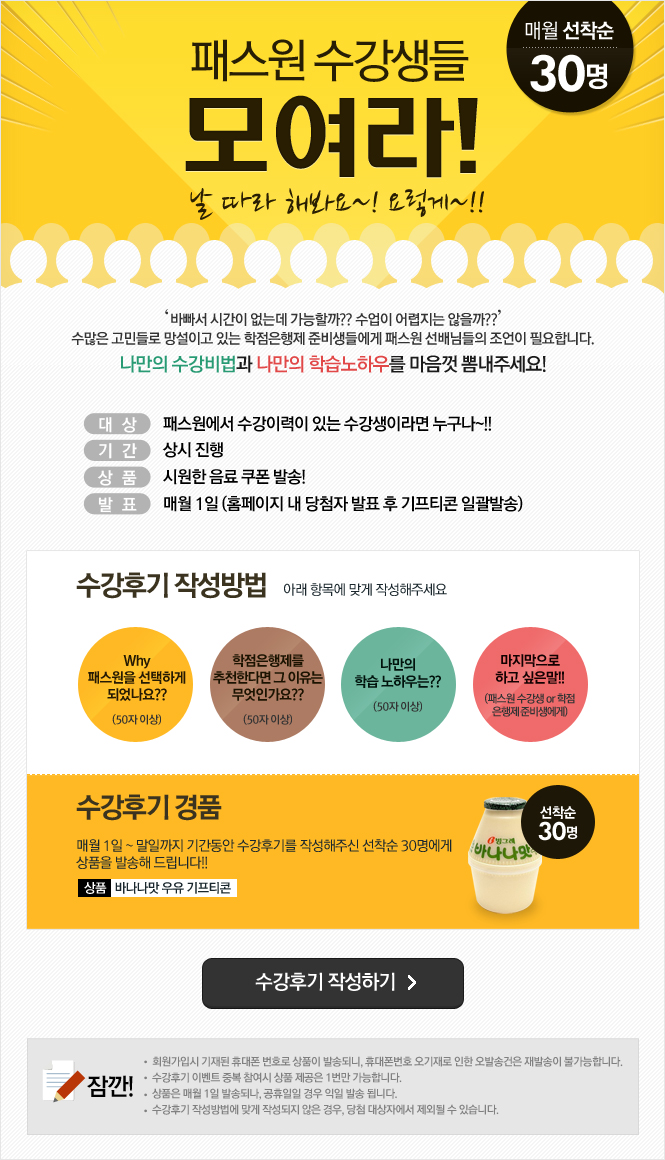 매월 선착순
30명
패스원 수강생들
모여라!
날 따라 해봐요~! 요렇게~!!
'바빠서 시간이 없는데 가능할까?? 수업이 어렵지는 않을까??'
수많은 고민들로 망설이고 있는 학점은행제 준비생들에게 패스원 선배님들의 조언이 필요합니다.
나만의 수강비법과 나만의 학습노하우를 마음껏 뽐내주세요!
대 상 패스원에서 수강이력이 있는 수강생이라면 누구나~!!
기 간 상시 진행
상 품 시원한 음료 쿠폰 발송!
발 표 매월 1일 (홈페이지 내 당첨자 발표 후 기프티콘 일괄발송)
수강후기 작성방법 아래 항목에 맞게 작성해주세요
Why
패스원을 선택하게
되었나요??
(50자 이상)
학점은행제를
추천한다면 그 이유는
무엇인가요??
(50자 이상)
나만의
학습 노하우는??
(50자 이상)
마지막으로
하고 싶은말!!
(패스원 수강생 or 학점
은행제 준비생에게)
수강후기 경품
매월 1일 ~ 말일까지 기간동안 수강후기를 작성해주신 선착순 30명에게
상품을 발송해 드립니다!!
상품 바나나맛 우유 기프티콘
빙그레
바나나맛
선착순
30명
수강후기 작성하기 >
잠깐!
• 회원가입시 기재된 휴대폰 번호로 상품이 발송되니, 휴대폰번호 오기재로 인한 오발송건은 재발송이 불가능합니다.
• 수강후기 이벤트 중복 참여시 상품 제공은 1번만 가능합니다.
• 상품은 매월 1일 발송되나, 공휴일일 경우 익일 발송 됩니다.
• 수강후기 작성방법에 맞게 작성되지 않은 경우, 당첨 대상자에서 제외될 수 있습니다.